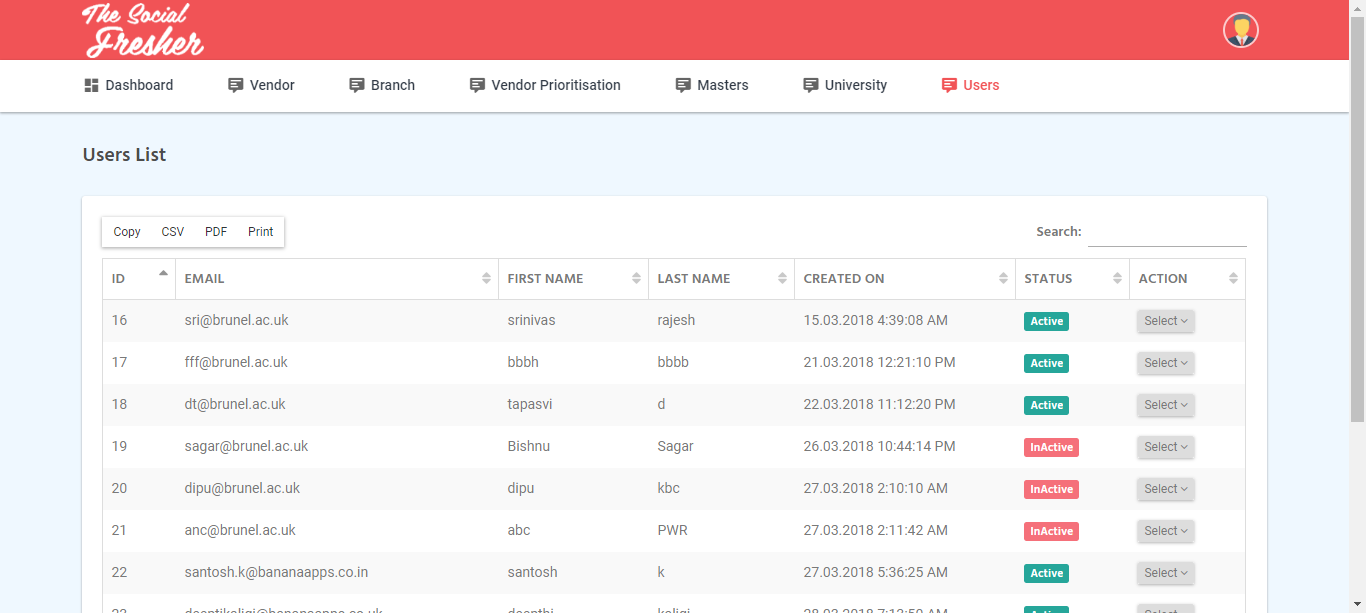 The Social
Fresher
Dashboard Vendor Branch Vendor Prioritisation Masters University Users
Users List
Copy CSV PDF Print Search:
ID EMAIL FIRST NAME LAST NAME CREATED ON STATUS ACTION
16 sri@brunel.ac.uk srinivas rajesh 15.03.2018 4:39:08 AM Active Select
17 fff@brunel.ac.uk bbbh bbbb 21.03.2018 12:21:10 PM Active Select
18 dt@brunel.ac.uk tapasvi d 22.03.2018 11:12:20 PM Active Select
19 sagar@brunel.ac.uk Bishnu Sagar 26.03.2018 10:44:14 PM InActive Select
20 dipu@brunel.ac.uk dipu kbc 27.03.2018 2:10:10 AM InActive Select
21 anc@brunel.ac.uk abc PWR 27.03.2018 2:11:42 AM InActive Select
22 santosh.k@bananaapps.co.in santosh k 27.03.2018 5:36:25 AM Active Select